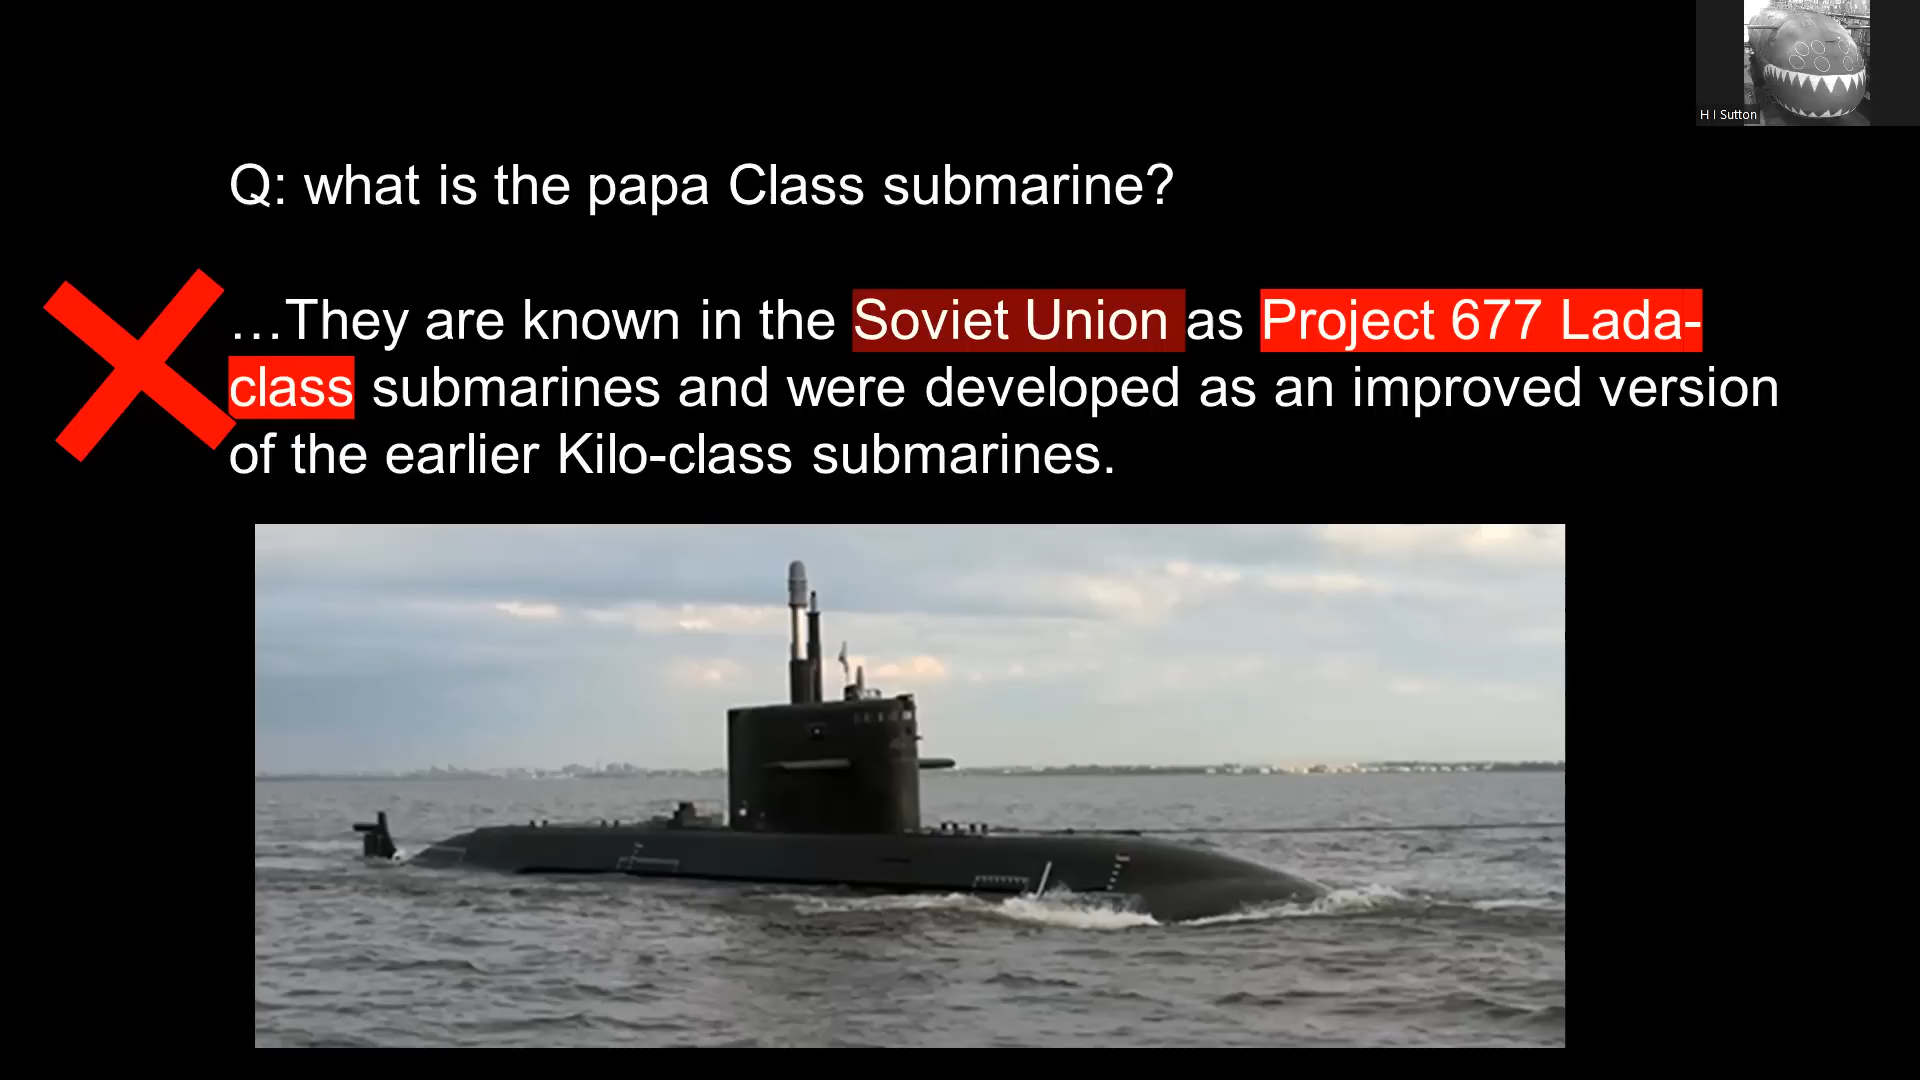 H I Sutton
Q: what is the papa Class submarine?
…They are known in the Soviet Union as Project 677 Lada-
class submarines and were developed as an improved version
of the earlier Kilo-class submarines.